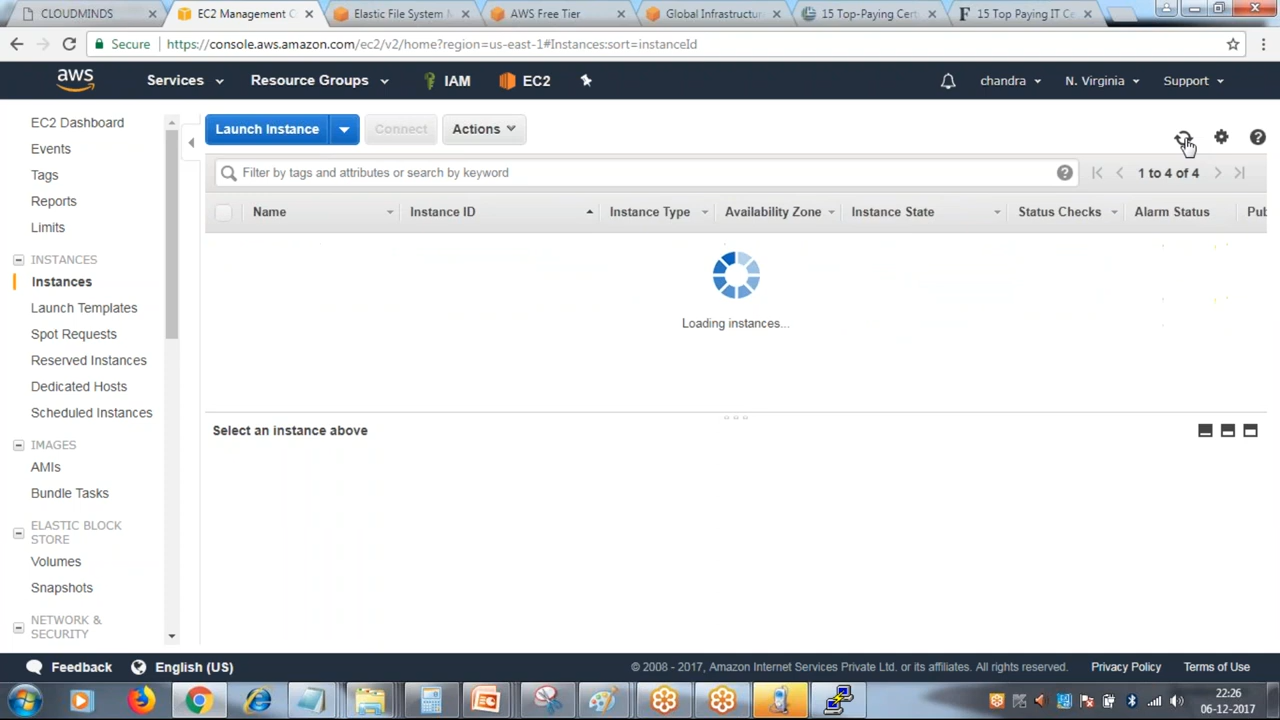 CLOUDMINDS
EC2 Management C
Elastic File System M
AWS Free Tier
Global Infrastructur
15 Top-Paying Cert
15 Top Paying IT Ce
Secure
https://console.aws.amazon.com/ec2/v2/home?region=us-east-1#Instances:sort=instanceId
aws
Services
Resource Groups
IAM
EC2
chandra
N. Virginia
Support
EC2 Dashboard
Events
Tags
Reports
Limits
INSTANCES
Instances
Launch Templates
Spot Requests
Reserved Instances
Dedicated Hosts
Scheduled Instances
IMAGES
AMIs
Bundle Tasks
ELASTIC BLOCK
STORE
Volumes
Snapshots
NETWORK &
SECURITY
Launch Instance
Connect
Actions
Filter by tags and attributes or search by keyword
1 to 4 of 4
Name
Instance ID
Instance Type
Availability Zone
Instance State
Status Checks
Alarm Status
Pub
Loading instances...
Select an instance above
Feedback
English (US)
© 2008 - 2017, Amazon Internet Services Private Ltd. or its affiliates. All rights reserved.
Privacy Policy
Terms of Use
22:26
06-12-2017